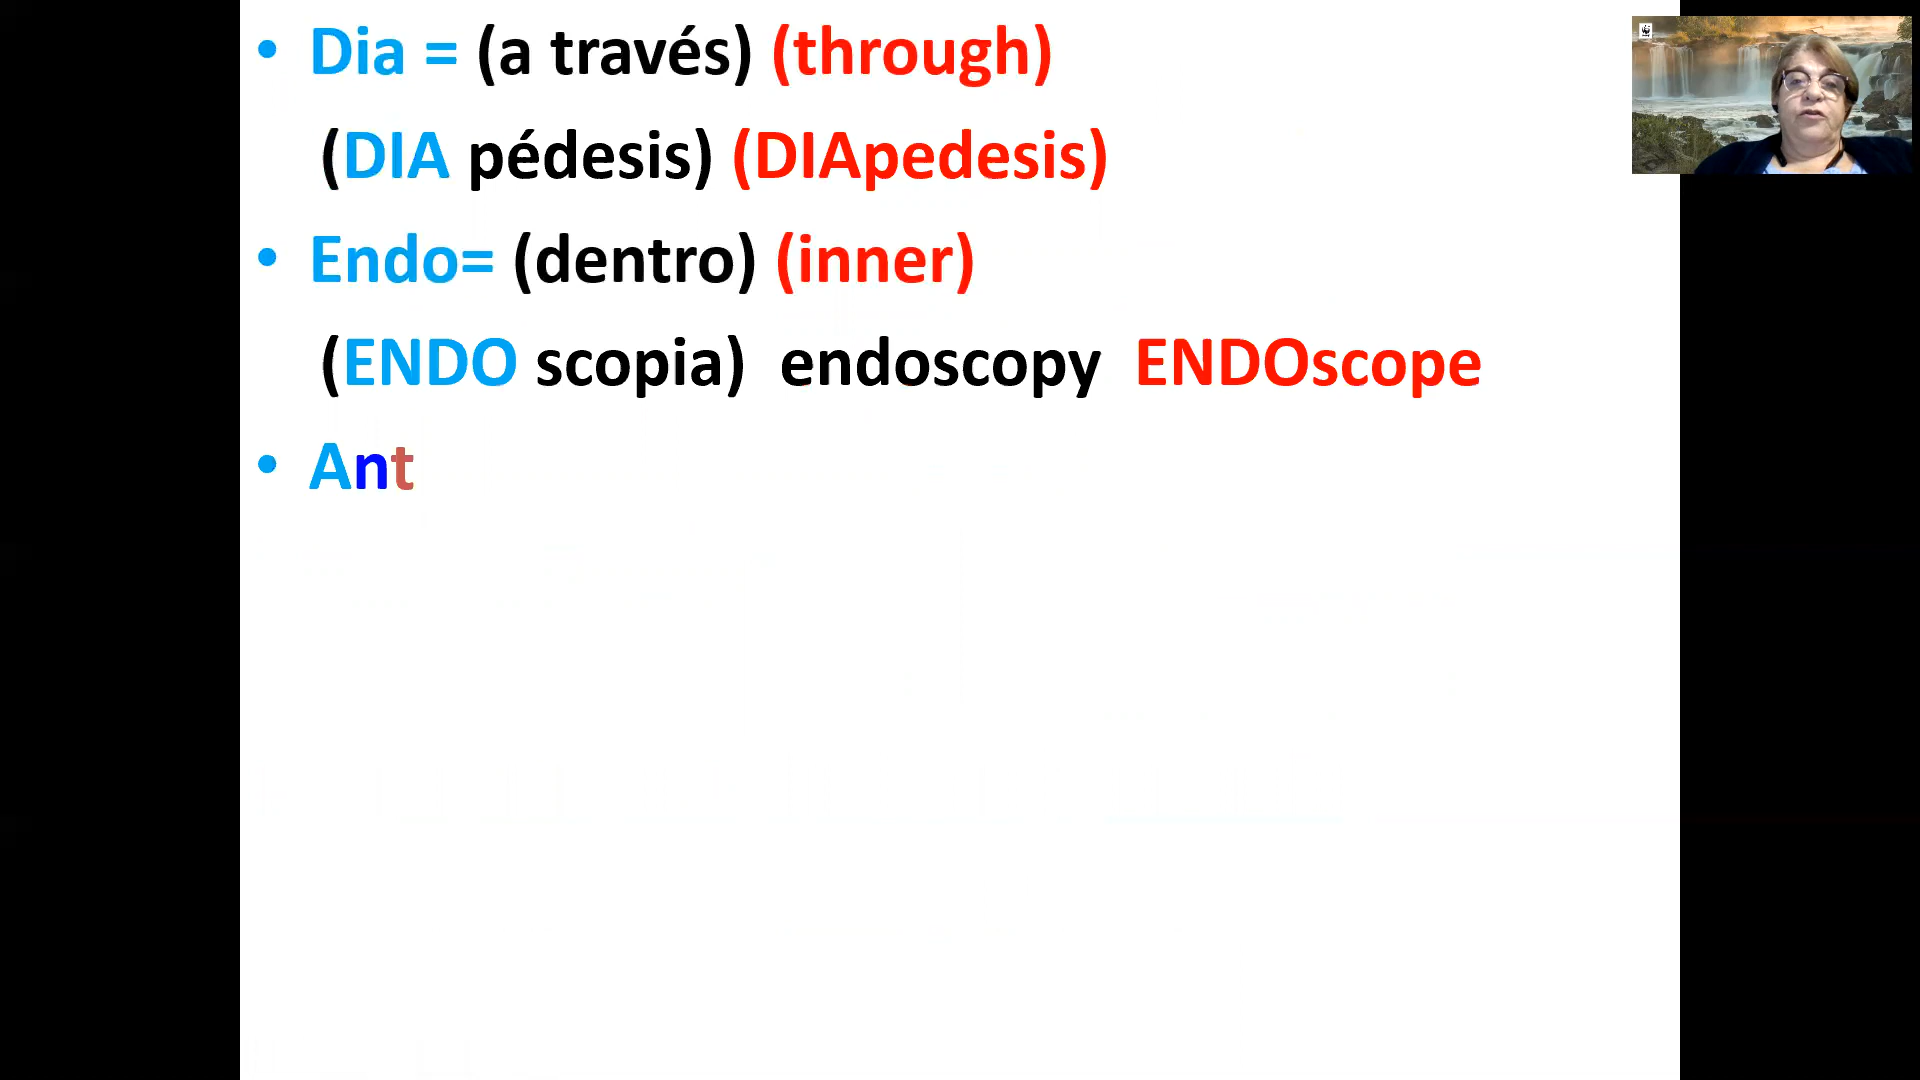 • Dia = (a través) (through)
(DIA pédesis) (DIApedesis)
• Endo= (dentro) (inner)
(ENDO scopia) endoscopy ENDOscope
• Ant